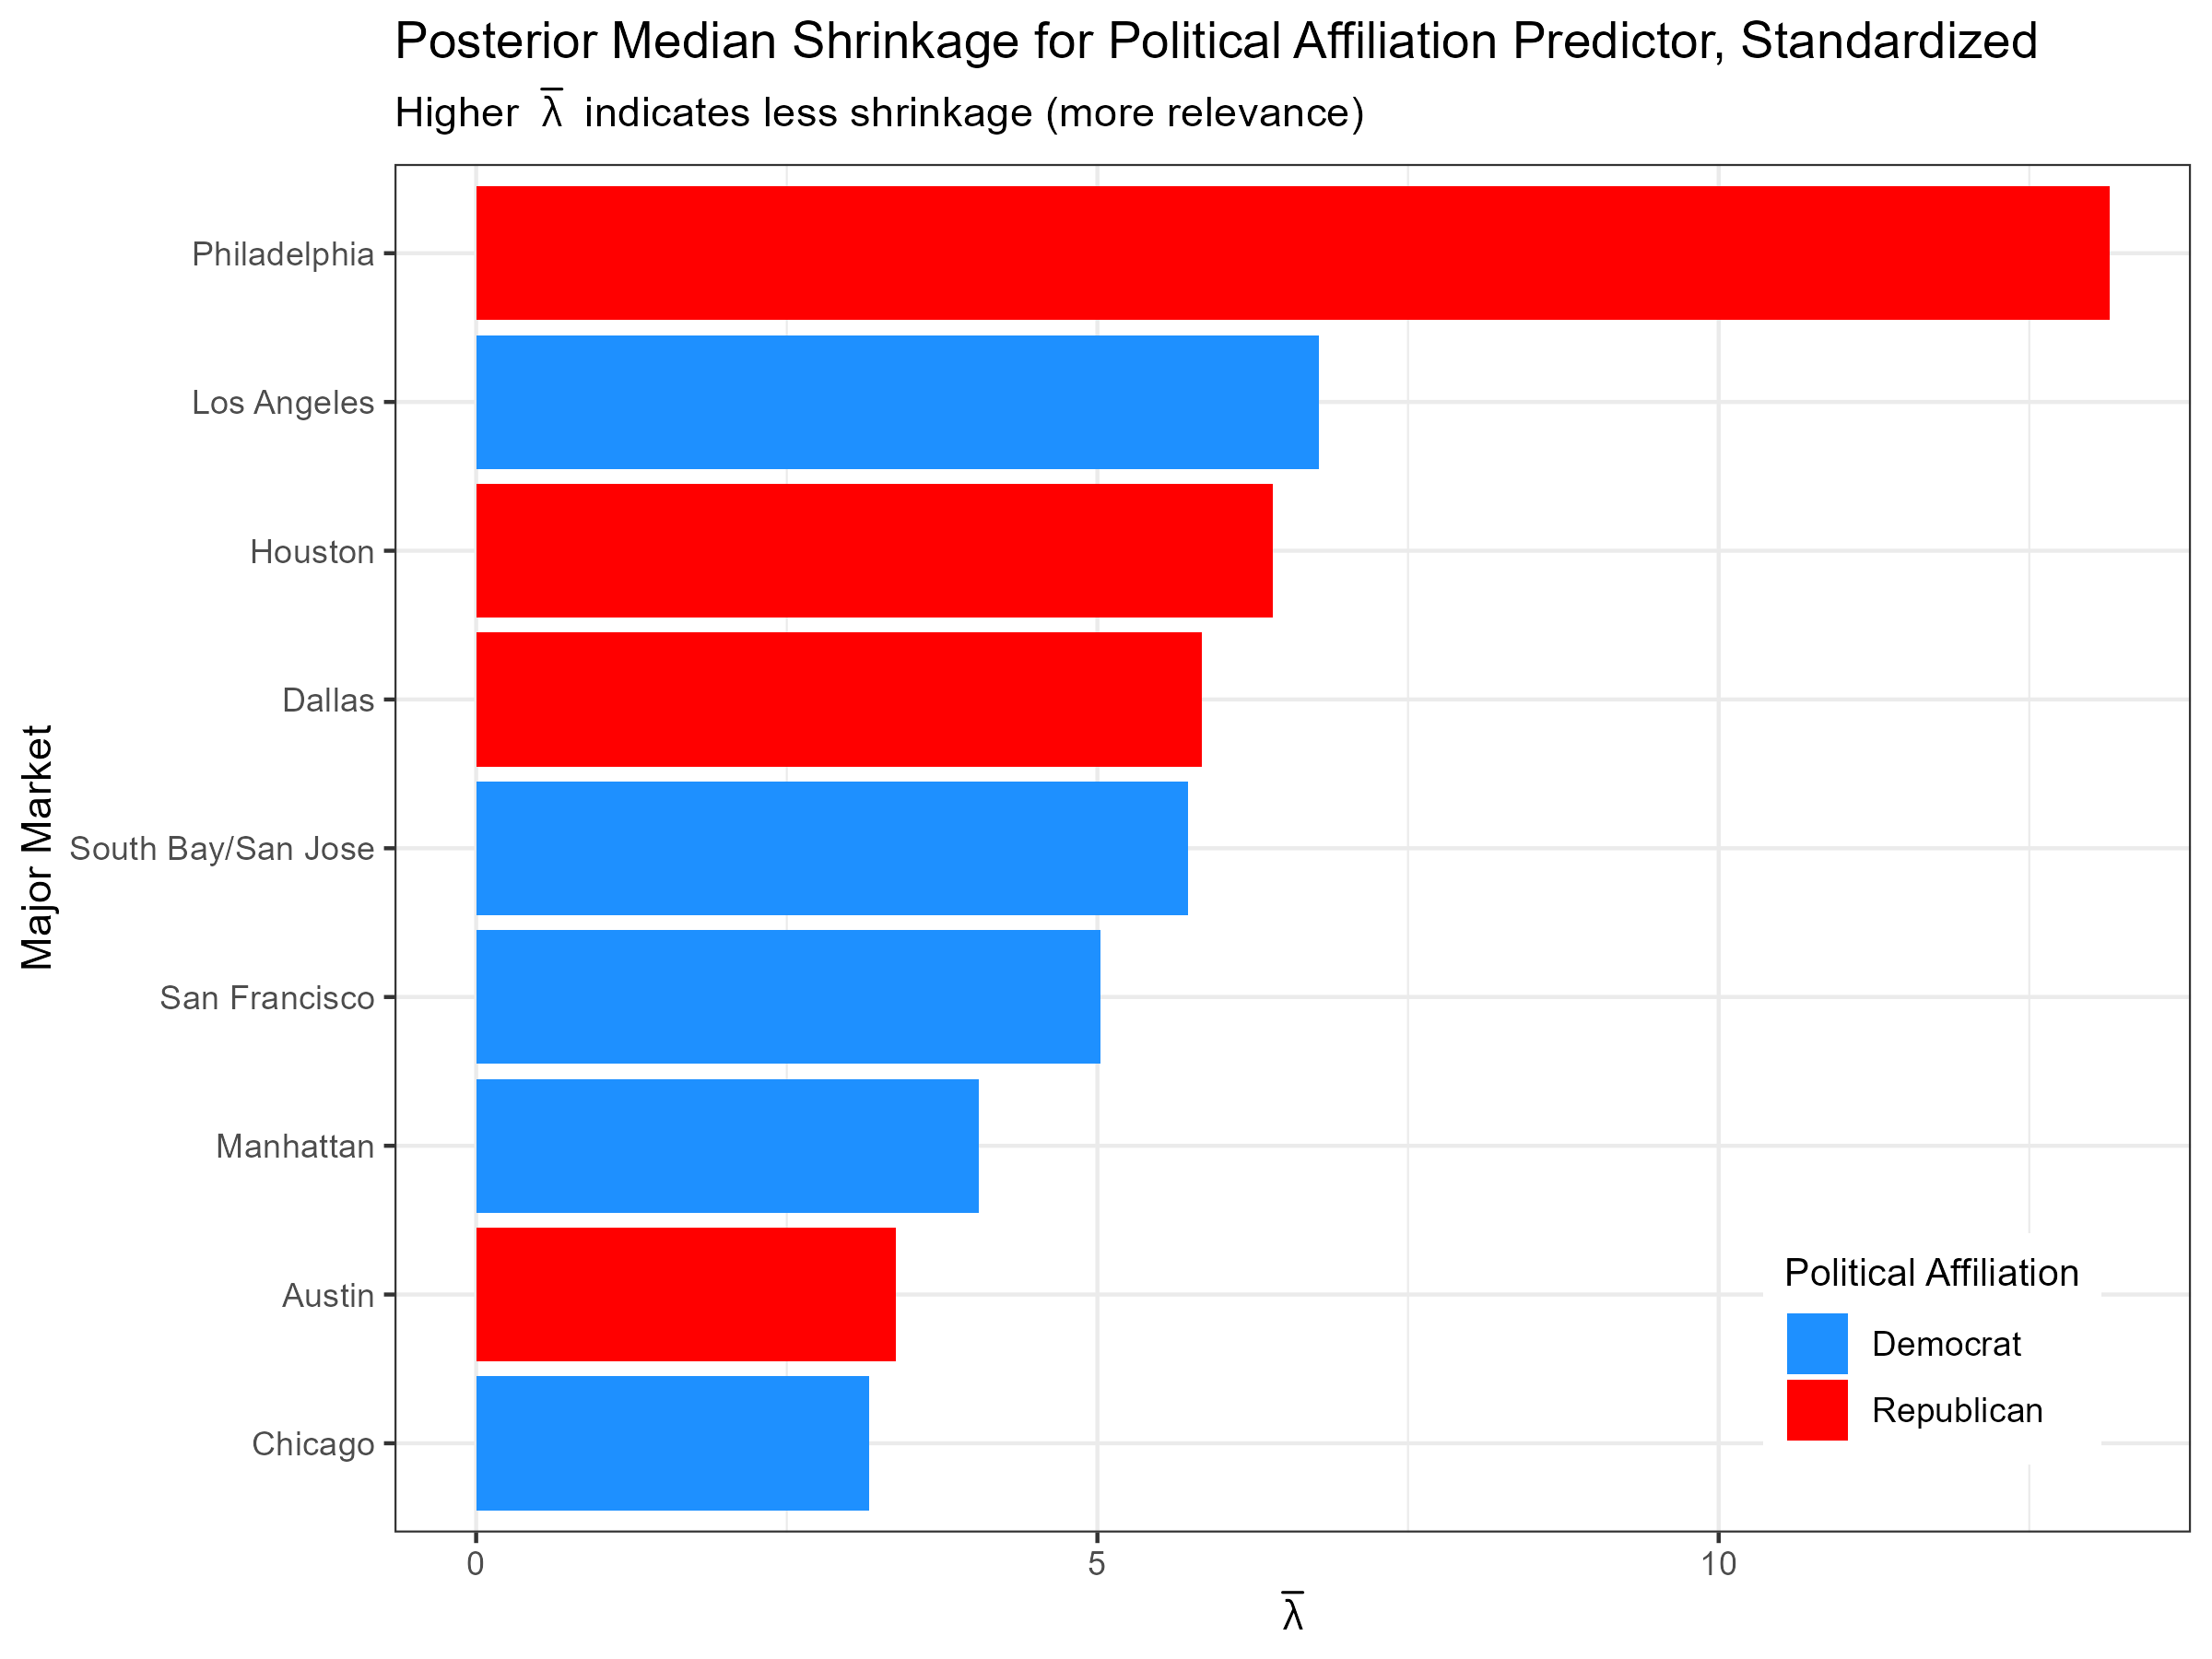 Posterior Median Shrinkage for Political Affiliation Predictor, Standardized
Higher λ̅ indicates less shrinkage (more relevance)
Major Market
Philadelphia
Los Angeles
Houston
Dallas
South Bay/San Jose
San Francisco
Manhattan
Austin
Chicago
Political Affiliation
Democrat
Republican
0 5 10
λ̅